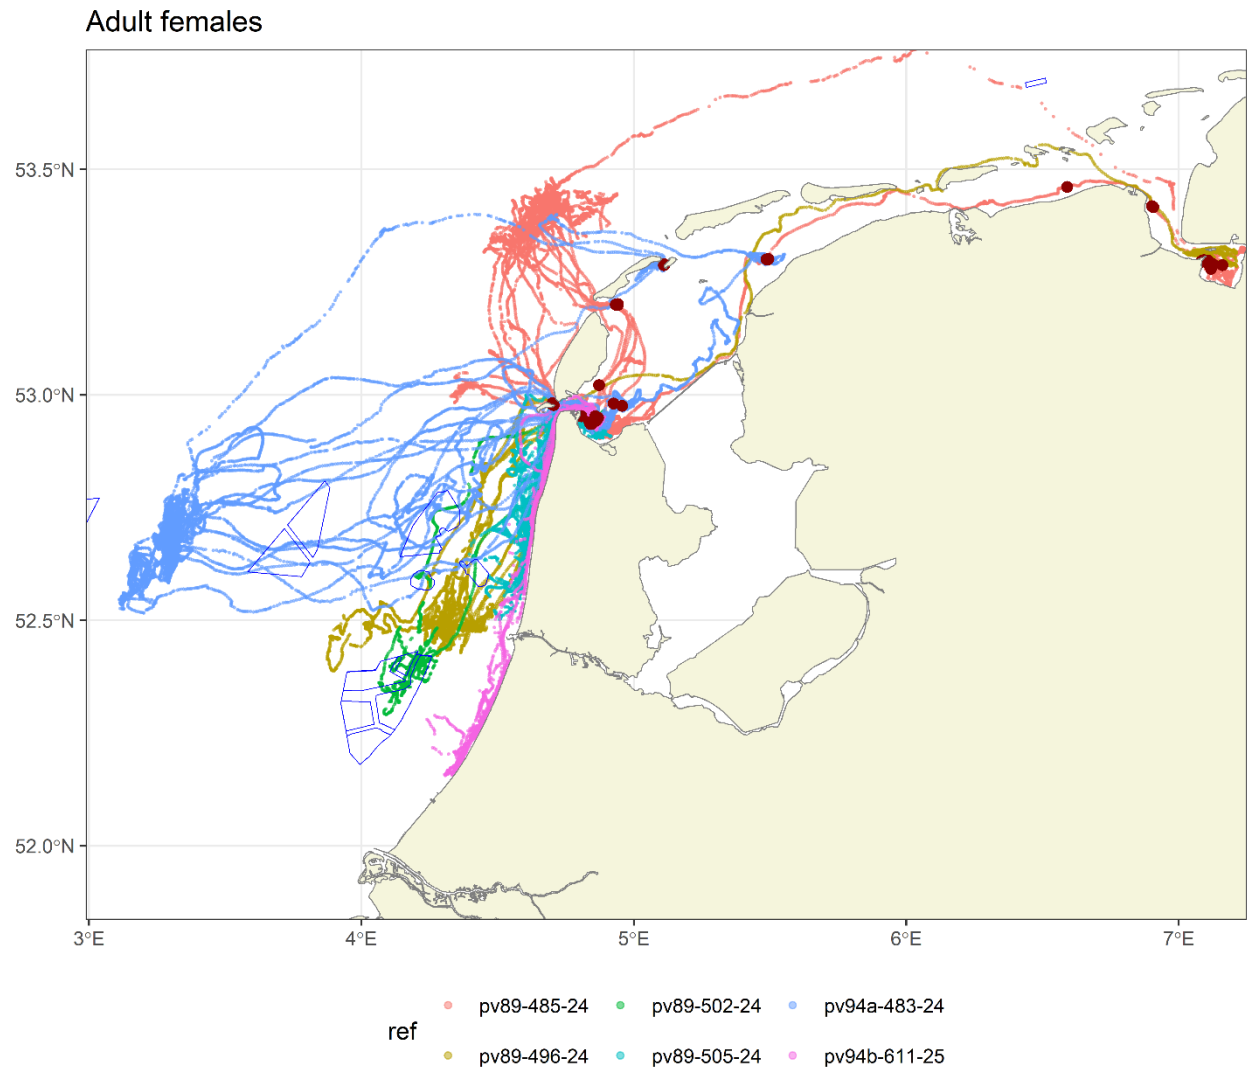 Adult females
53.5°N
53.0°N
52.5°N
52.0°N
3°E 4°E 5°E 6°E 7°E
ref
pv89-485-24 pv89-502-24 pv94a-483-24
pv89-496-24 pv89-505-24 pv94b-611-25